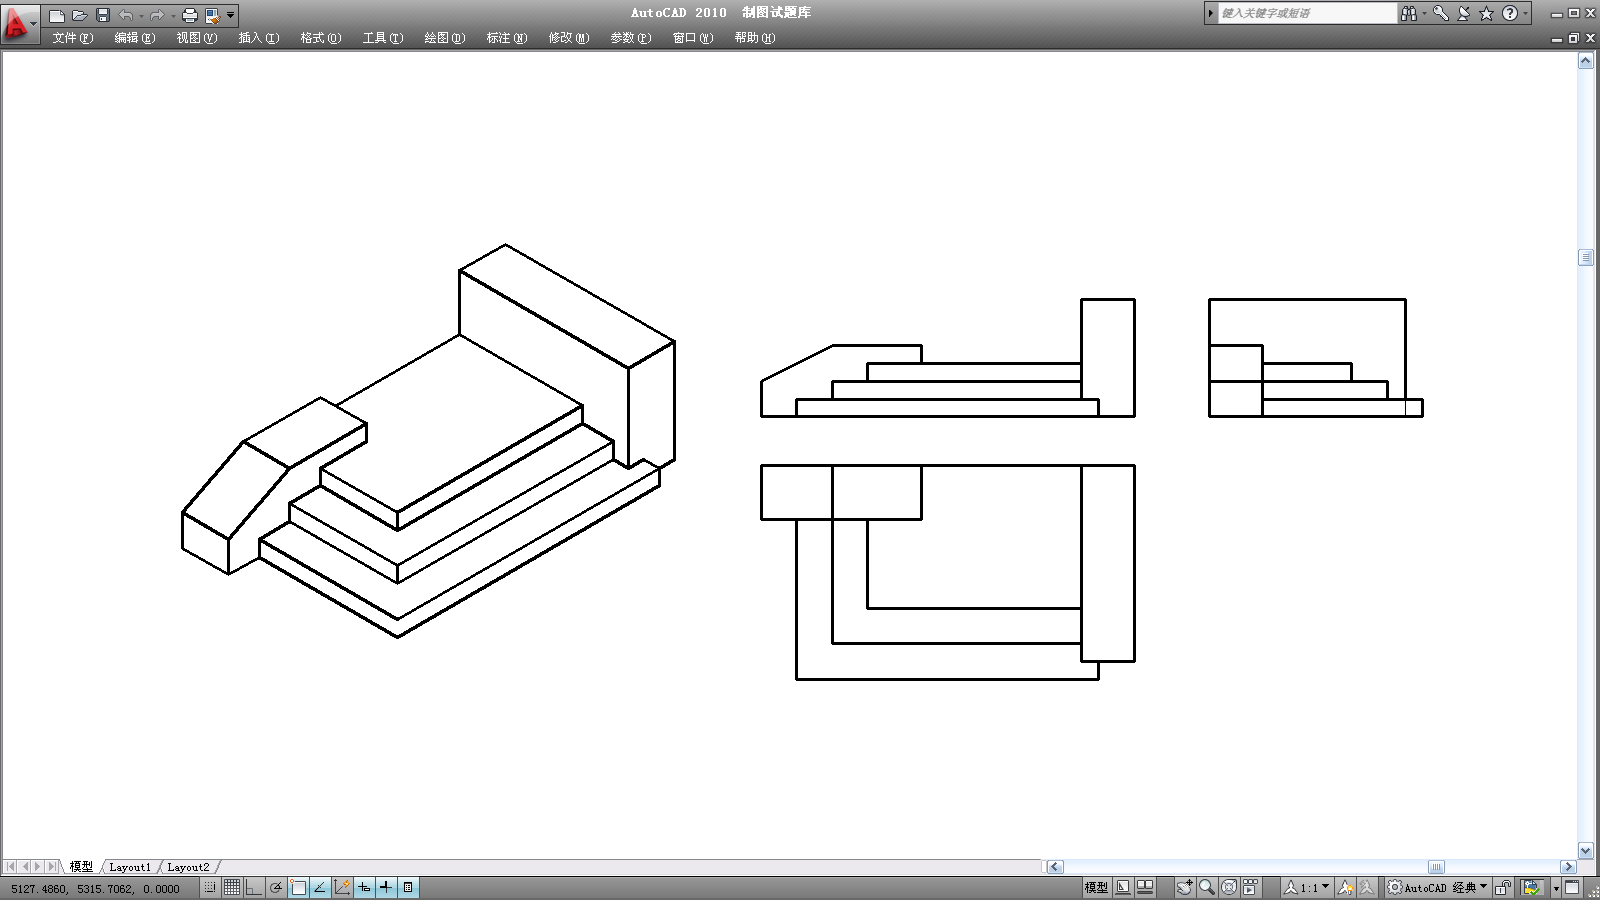 AutoCAD 2010 制图试题库
键入关键字或短语
文件(F) 编辑(E) 视图(V) 插入(I) 格式(O) 工具(T) 绘图(D) 标注(N) 修改(M) 参数(P) 窗口(W) 帮助(H)
模型 Layout1 Layout2
5127.4860, 5315.7062, 0.0000 模型 1:1 AutoCAD 经典